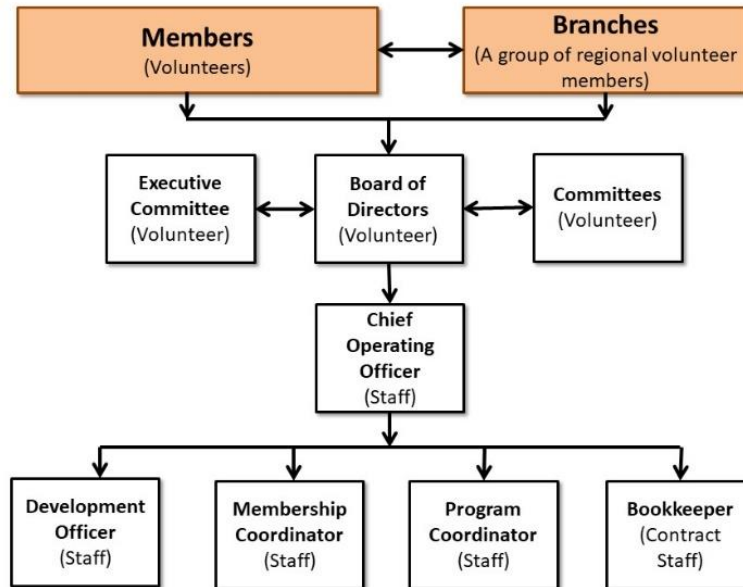 Members
(Volunteers)
Branches
(A group of regional volunteer
members)
Executive
Committee
(Volunteer)
Board of
Directors
(Volunteer)
Committees
(Volunteer)
Chief
Operating
Officer
(Staff)
Development
Officer
(Staff)
Membership
Coordinator
(Staff)
Program
Coordinator
(Staff)
Bookkeeper
(Contract
Staff)